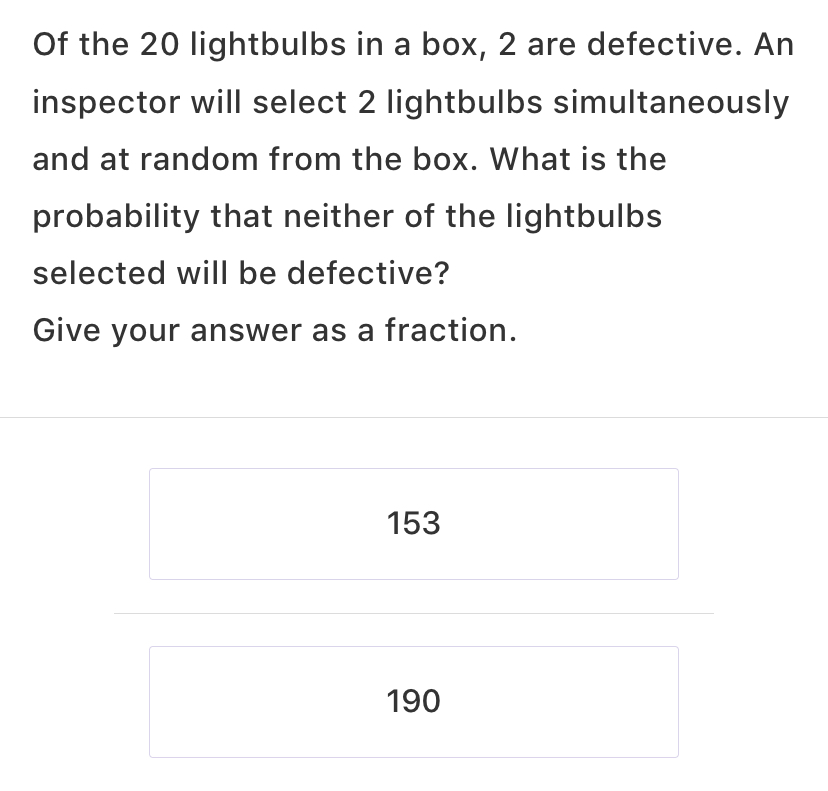 Of the 20 lightbulbs in a box, 2 are defective. An
inspector will select 2 lightbulbs simultaneously
and at random from the box. What is the
probability that neither of the lightbulbs
selected will be defective?
Give your answer as a fraction.
153
190